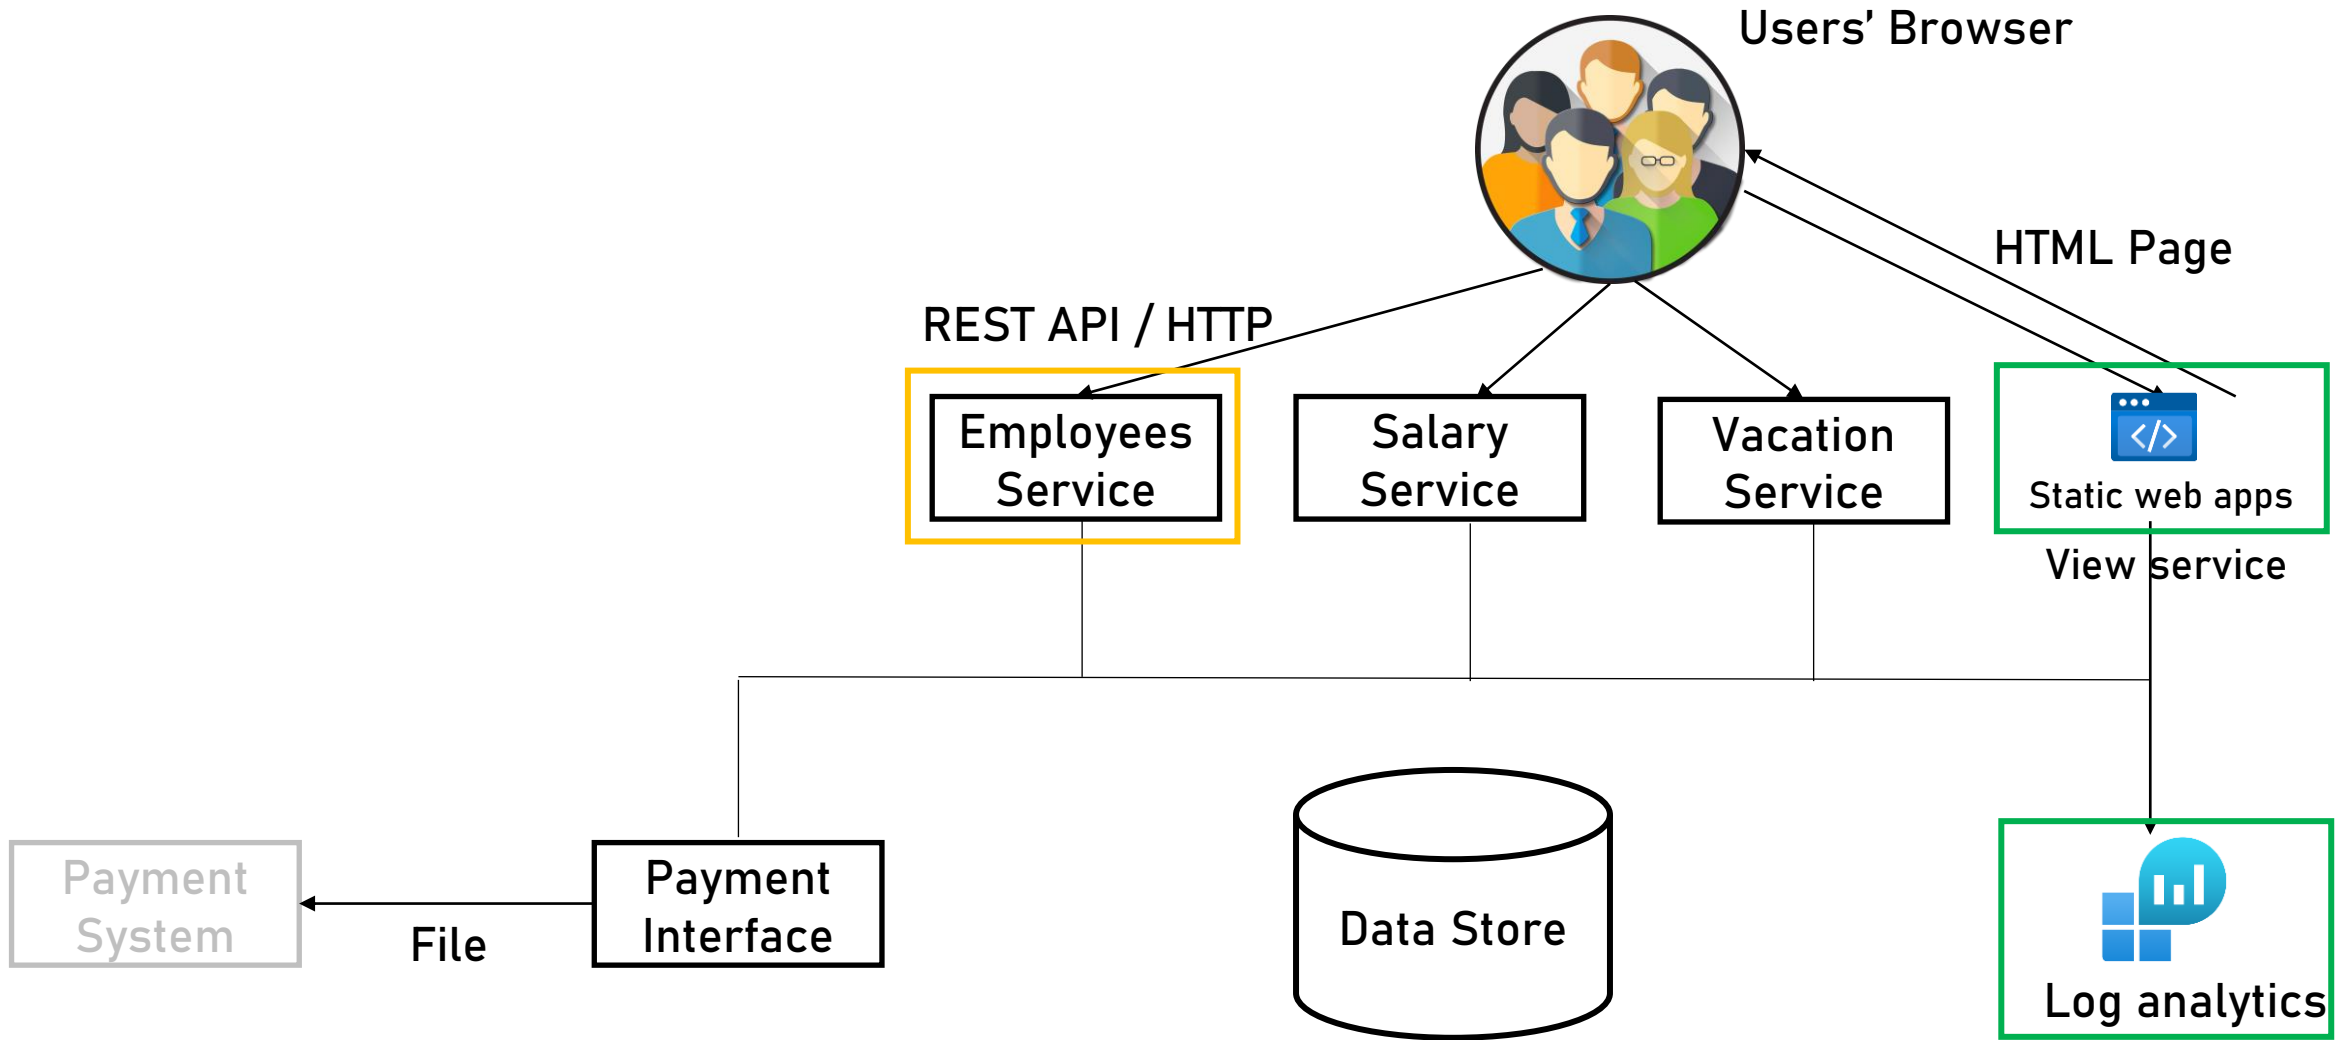 Users’ Browser
HTML Page
REST API / HTTP
Employees
Service
Salary
Service
Vacation
Service
Static web apps
View service
Payment
System
File
Payment
Interface
Data Store
Log analytics